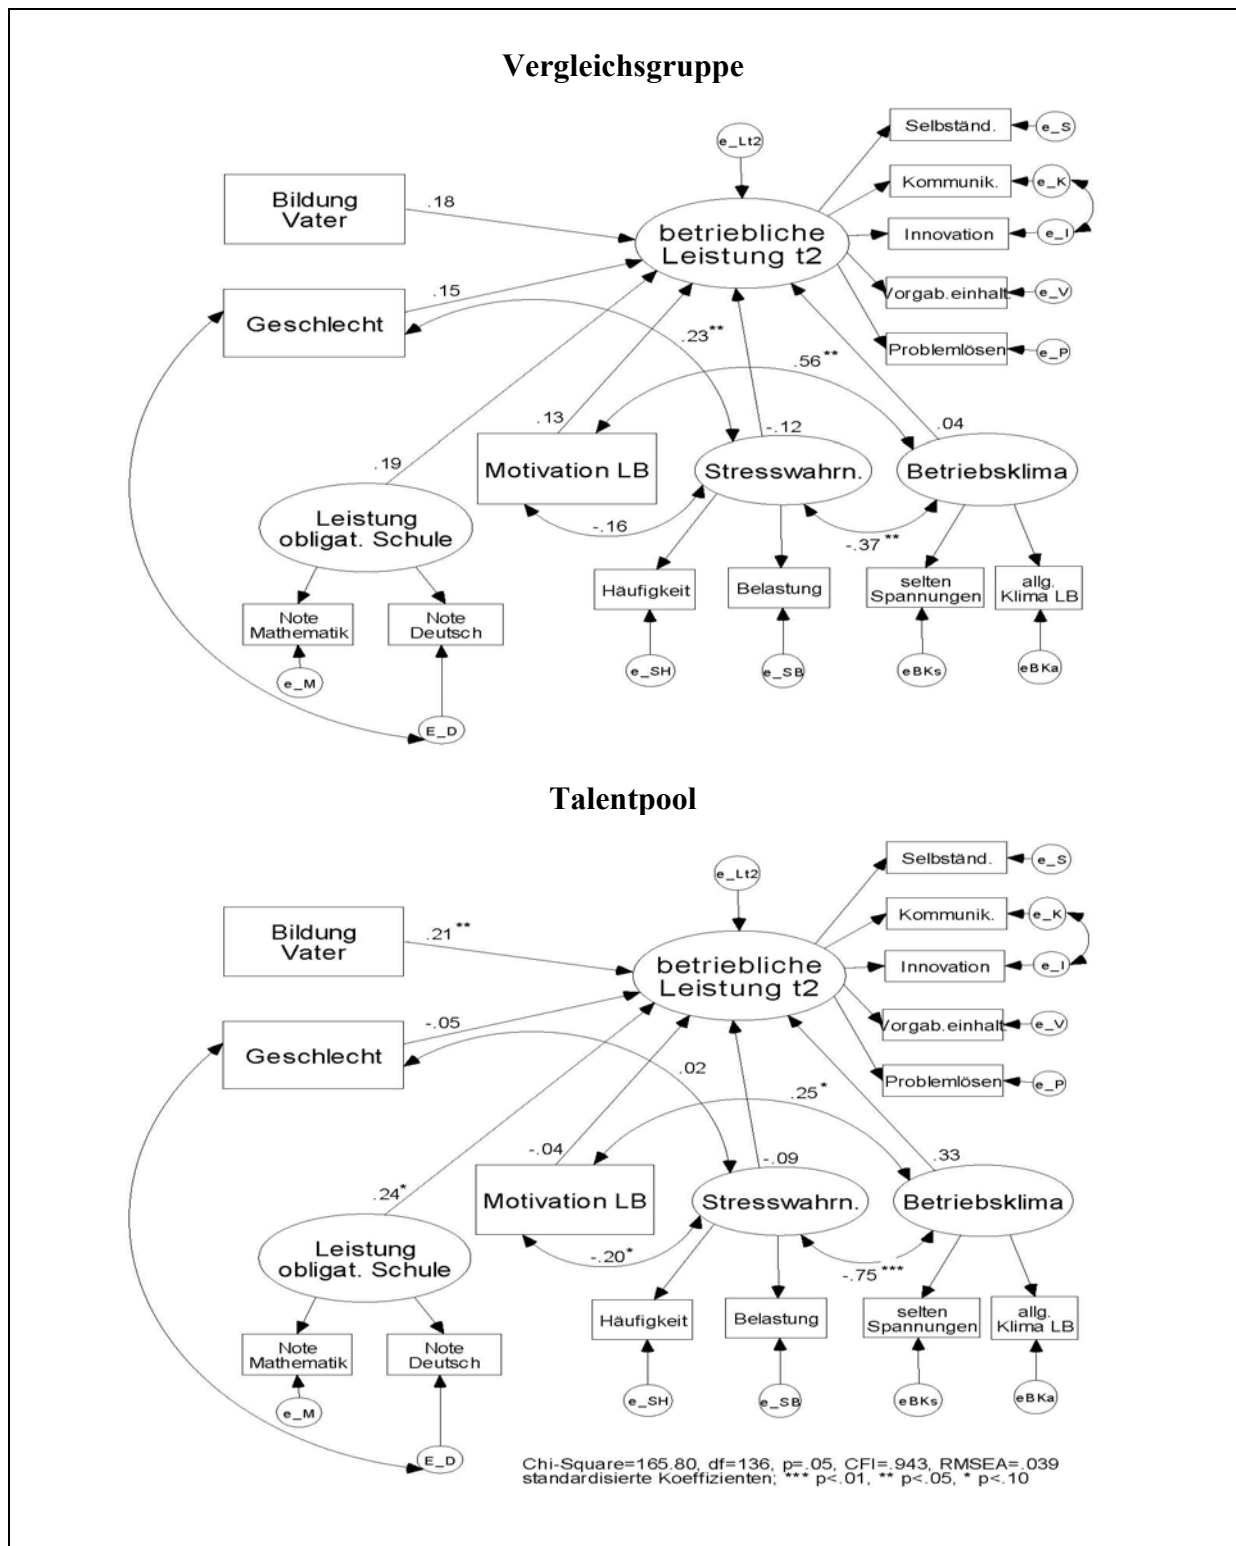 Vergleichsgruppe
e_Lt2
Selbständ.
e_S
Kommunik.
e_K
Bildung
Vater
.18
betriebliche
Leistung t2
Innovation
e_I
Vorgab.einhalt.
e_V
.15
Geschlecht
.23**
Problemlösen
e_P
.56**
.13
-.12
.04
.19
Motivation LB
Stresswahrn.
Betriebsklima
Leistung
obligat. Schule
-.16
-.37**
Häufigkeit
Belastung
selten
Spannungen
allg.
Klima LB
Note
Mathematik
Note
Deutsch
e_M
e_SH
e_SB
eBKs
eBKa
E_D
Talentpool
e_Lt2
Selbständ.
e_S
Kommunik.
e_K
Bildung
Vater
.21**
betriebliche
Leistung t2
Innovation
e_I
Vorgab.einhalt.
e_V
-.05
Geschlecht
.02
Problemlösen
e_P
.25*
-.04
-.09
.33
.24*
Motivation LB
Stresswahrn.
Betriebsklima
Leistung
obligat. Schule
-.20*
-.75***
Häufigkeit
Belastung
selten
Spannungen
allg.
Klima LB
Note
Mathematik
Note
Deutsch
e_M
e_SH
e_SB
eBKs
eBKa
E_D
Chi-Square=165.80, df=136, p=.05, CFI=.943, RMSEA=.039
standardisierte Koeffizienten; *** p<.01, ** p<.05, * p<.10